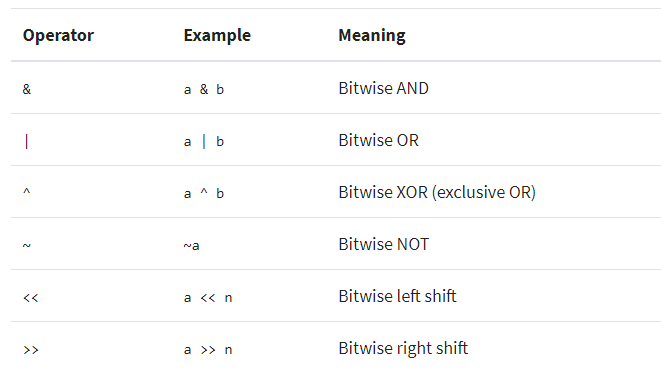 Operator Example Meaning
& a & b Bitwise AND
| a | b Bitwise OR
^ a ^ b Bitwise XOR (exclusive OR)
~ ~a Bitwise NOT
<< a << n Bitwise left shift
>> a >> n Bitwise right shift